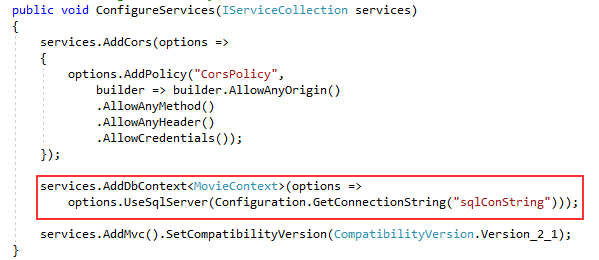 public void ConfigureServices(IServiceCollection services)
{
    services.AddCors(options =>
    {
        options.AddPolicy("CorsPolicy",
            builder => builder.AllowAnyOrigin()
            .AllowAnyMethod()
            .AllowAnyHeader()
            .AllowCredentials());
    });
    services.AddDbContext<MovieContext>(options =>
        options.UseSqlServer(Configuration.GetConnectionString("sqlConString")));
    services.AddMvc().SetCompatibilityVersion(CompatibilityVersion.Version_2_1);
}